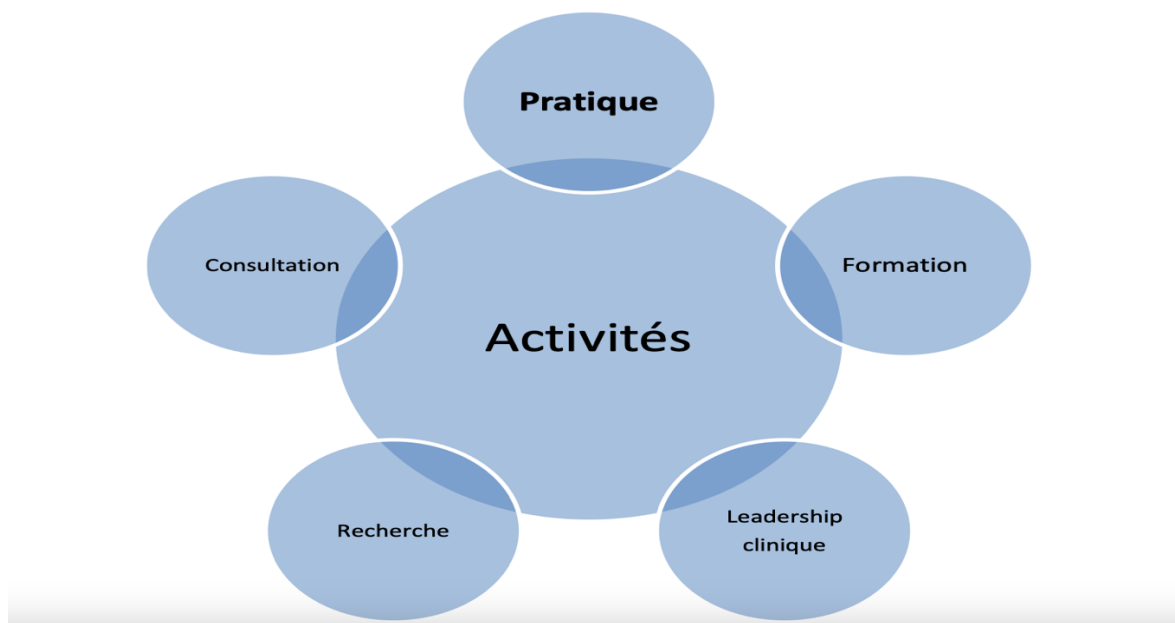 Pratique
Consultation
Formation
Activités
Recherche
Leadership
clinique